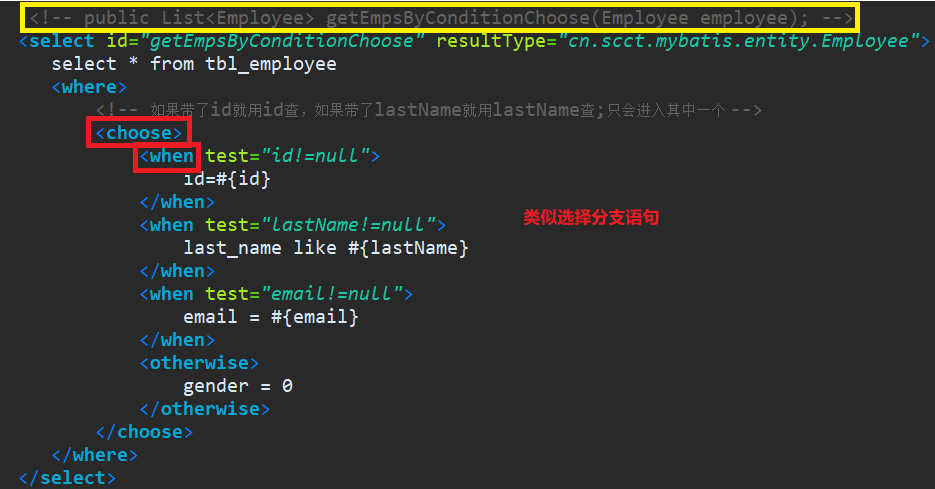 <!-- public List<Employee> getEmpsByConditionChoose(Employee employee); -->
<select id="getEmpsByConditionChoose" resultType="cn.scct.mybatis.entity.Employee">
select * from tbl_employee
<where>
<!-- 如果带了id就用id查，如果带了lastName就用lastName查;只会进入其中一个 -->
<choose>
<when test="id!=null">
id=#{id}
</when>
<when test="lastName!=null">
类似选择分支语句
last_name like #{lastName}
</when>
<when test="email!=null">
email = #{email}
</when>
<otherwise>
gender = 0
</otherwise>
</choose>
</where>
</select>